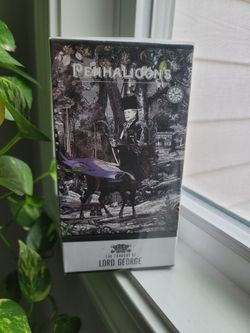 PENHALIGON'S
THE TRAGEDY OF
LORD GEORGE